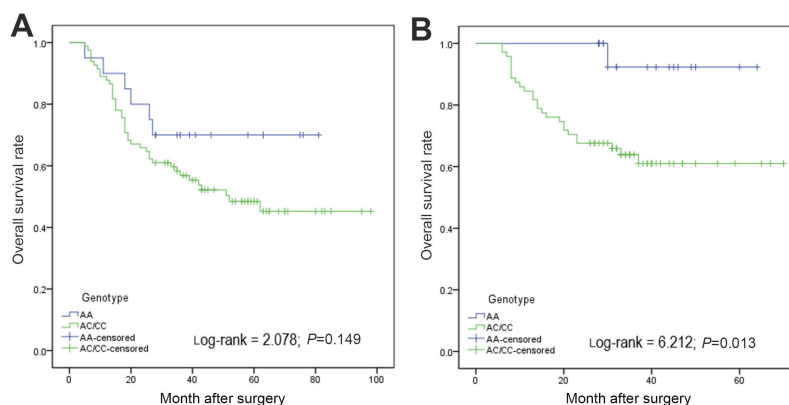 A
Overall survival rate
1.0
0.8
0.6
0.4
0.2
0.0
Genotype
AA
AC/CC
AA-censored
AC/CC-censored
Log-rank = 2.078; P=0.149
0 20 40 60 80 100
Month after surgery
B
Overall survival rate
1.0
0.8
0.6
0.4
0.2
0.0
Genotype
AA
AC/CC
AA-censored
AC/CC-censored
Log-rank = 6.212; P=0.013
0 20 40 60
Month after surgery